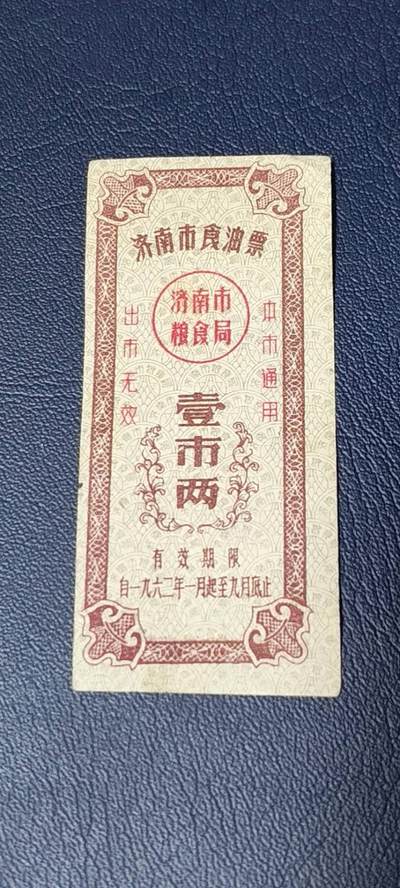 济南市食油票
济南市
粮食局
本市通用
出市无效
壹市两
有效期限
自一九六二年一月起至九月底止